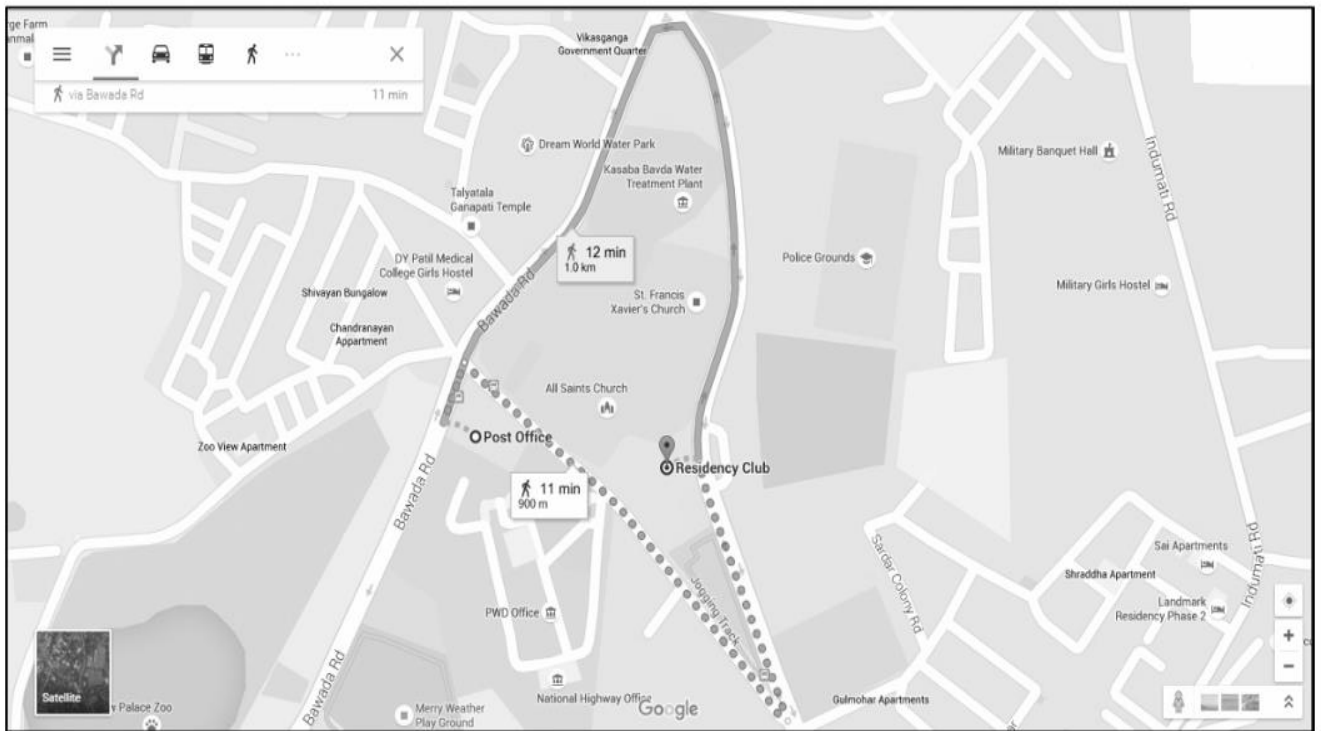 rge Farm
via Bawada Rd
11 min
Vikasganga
Government Quarter
Dream World Water Park
Kasaba Bavda Water
Treatment Plant
Military Banquet Hall
Indumati Rd
Talyatala
Ganapati Temple
12 min
1.0 km
DY Patil Medical
College Girls Hostel
Police Grounds
Shivayan Bungalow
St. Francis
Xavier's Church
Military Girls Hostel
Bawada Rd
Chandranayan
Appartment
All Saints Church
Zoo View Apartment
Post Office
Residency Club
Bawada Rd
11 min
900 m
Sardar Colony Rd
Sai Apartments
Shraddha Apartment
Jogging Track
PWD Office
Landmark
Residency Phase 2
Satellite
Bawada Rd
National Highway Office
Google
Gulmohar Apartments
w Palace Zoo
Merry Weather
Play Ground